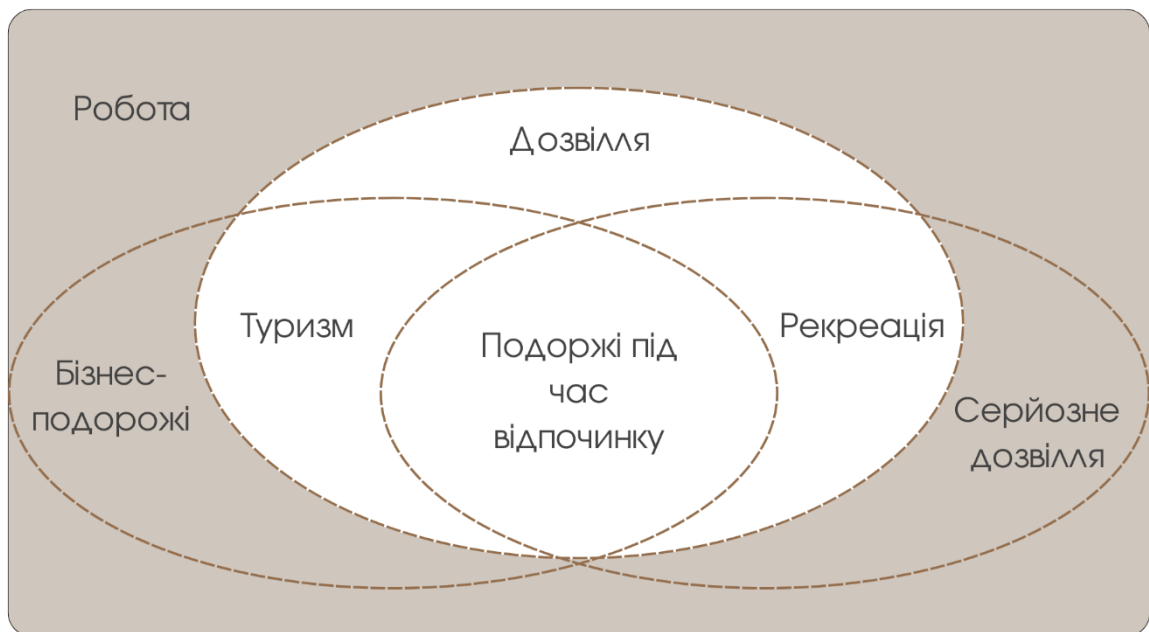 Робота
Дозвілля
Туризм
Рекреація
Подоржі під
час
відпочинку
Бізнес-
подорожі
Серйозне
дозвілля